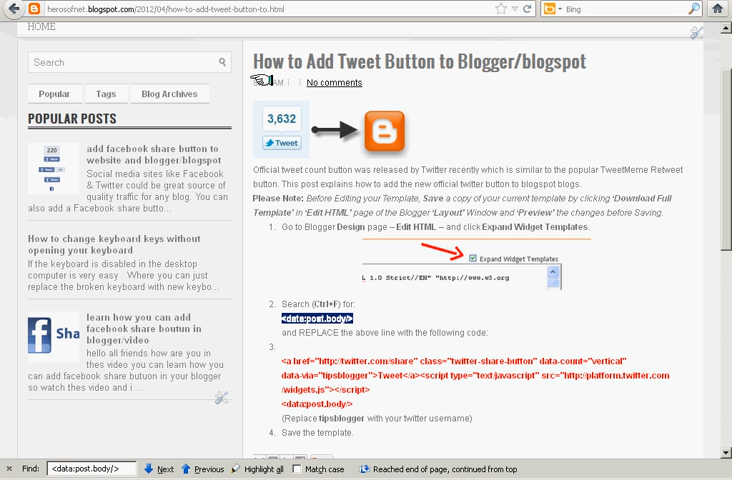 herosofnet.blogspot.com/2012/04/how-to-add-tweet-button-to.html
Bing
HOME
Search
Popular
Tags
Blog Archives
POPULAR POSTS
220
add facebook share button to
website and blogger/blogspot
Social media sites like Facebook
& Twitter could be great source of
quality traffic for any blog. You can
also add a Facebook share butto...
How to change keyboard keys without
opening your keyboard
If the keyboard is disabled in the desktop
computer is very easy Where you can just
replace the broken keyboard with new keybo...
Sha
learn how you can add
facebook share boutun in
blogger/video
hello all friends how are you in
thes video you can learn how you
can add facebook share butuon in your blogger
so watch thes video and i ...
How to Add Tweet Button to Blogger/blogspot
AM | | No comments
3,632
Tweet
Official tweet count button was released by Twitter recently which is similar to the popular TweetMeme Retweet
button. This post explains how to add the new official twitter button to blogspot blogs.
Please Note: Before Editing your Template, Save a copy of your current template by clicking 'Download Full
Template' in 'Edit HTML' page of the Blogger 'Layout' Window and 'Preview' the changes before Saving.
1. Go to Blogger Design page – Edit HTML – and click Expand Widget Templates.
Expand Widget Templates
1.0 Strict//EN" "http://www.w3.org
2. Search (Ctrl+F) for:
<data:post.body/>
and REPLACE the above line with the following code:
3.
<a href="http://twitter.com/share" class="twitter-share-button" data-count="vertical"
data-via="tipsblogger">Tweet</a><script type="text/javascript" src="http://platform.twitter.com
/widgets.js"></script>
<data:post.body/>
(Replace tipsblogger with your twitter username)
4. Save the template.
Find: <data:post.body/> Next Previous Highlight all Match case Reached end of page, continued from top